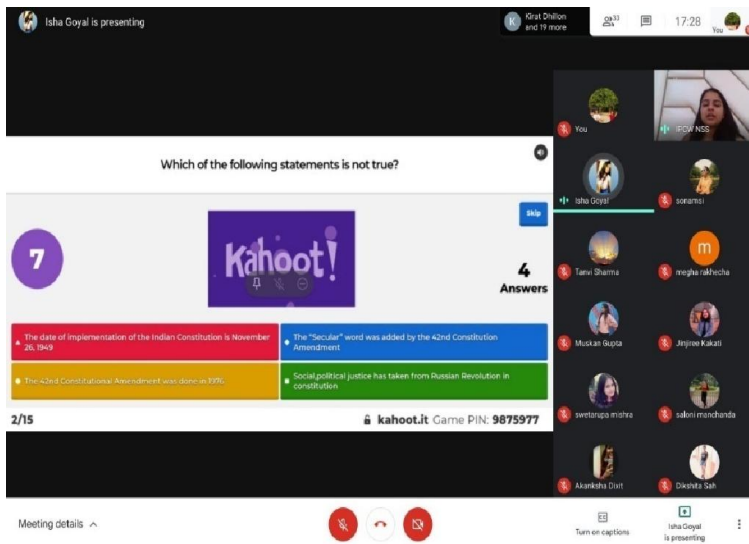 Isha Goyal is presenting
K
Kirat Dhillon
and 19 more
33
17:28
You
Which of the following statements is not true?
Skip
7
Kahoot!
4
Answers
The date of implementation of the Indian Constitution is November
26, 1949
The "Secular" word was added by the 42nd Constitution
Amendment
The 42nd Constitutional Amendment was done in 1976
Social,political justice has taken from Russian Revolution in
constitution
2/15
kahoot.it Game PIN: 9875977
You
IPCW NSS
Isha Goyal
sonamsi
Tanvi Sharma
m
megha rakhecha
Muskan Gupta
Jinjiree Kakati
swetarupa mishra
saloni manchanda
Akanksha Dixit
Dikshita Sah
Meeting details
CC
Turn on captions
Isha Goyal
is presenting